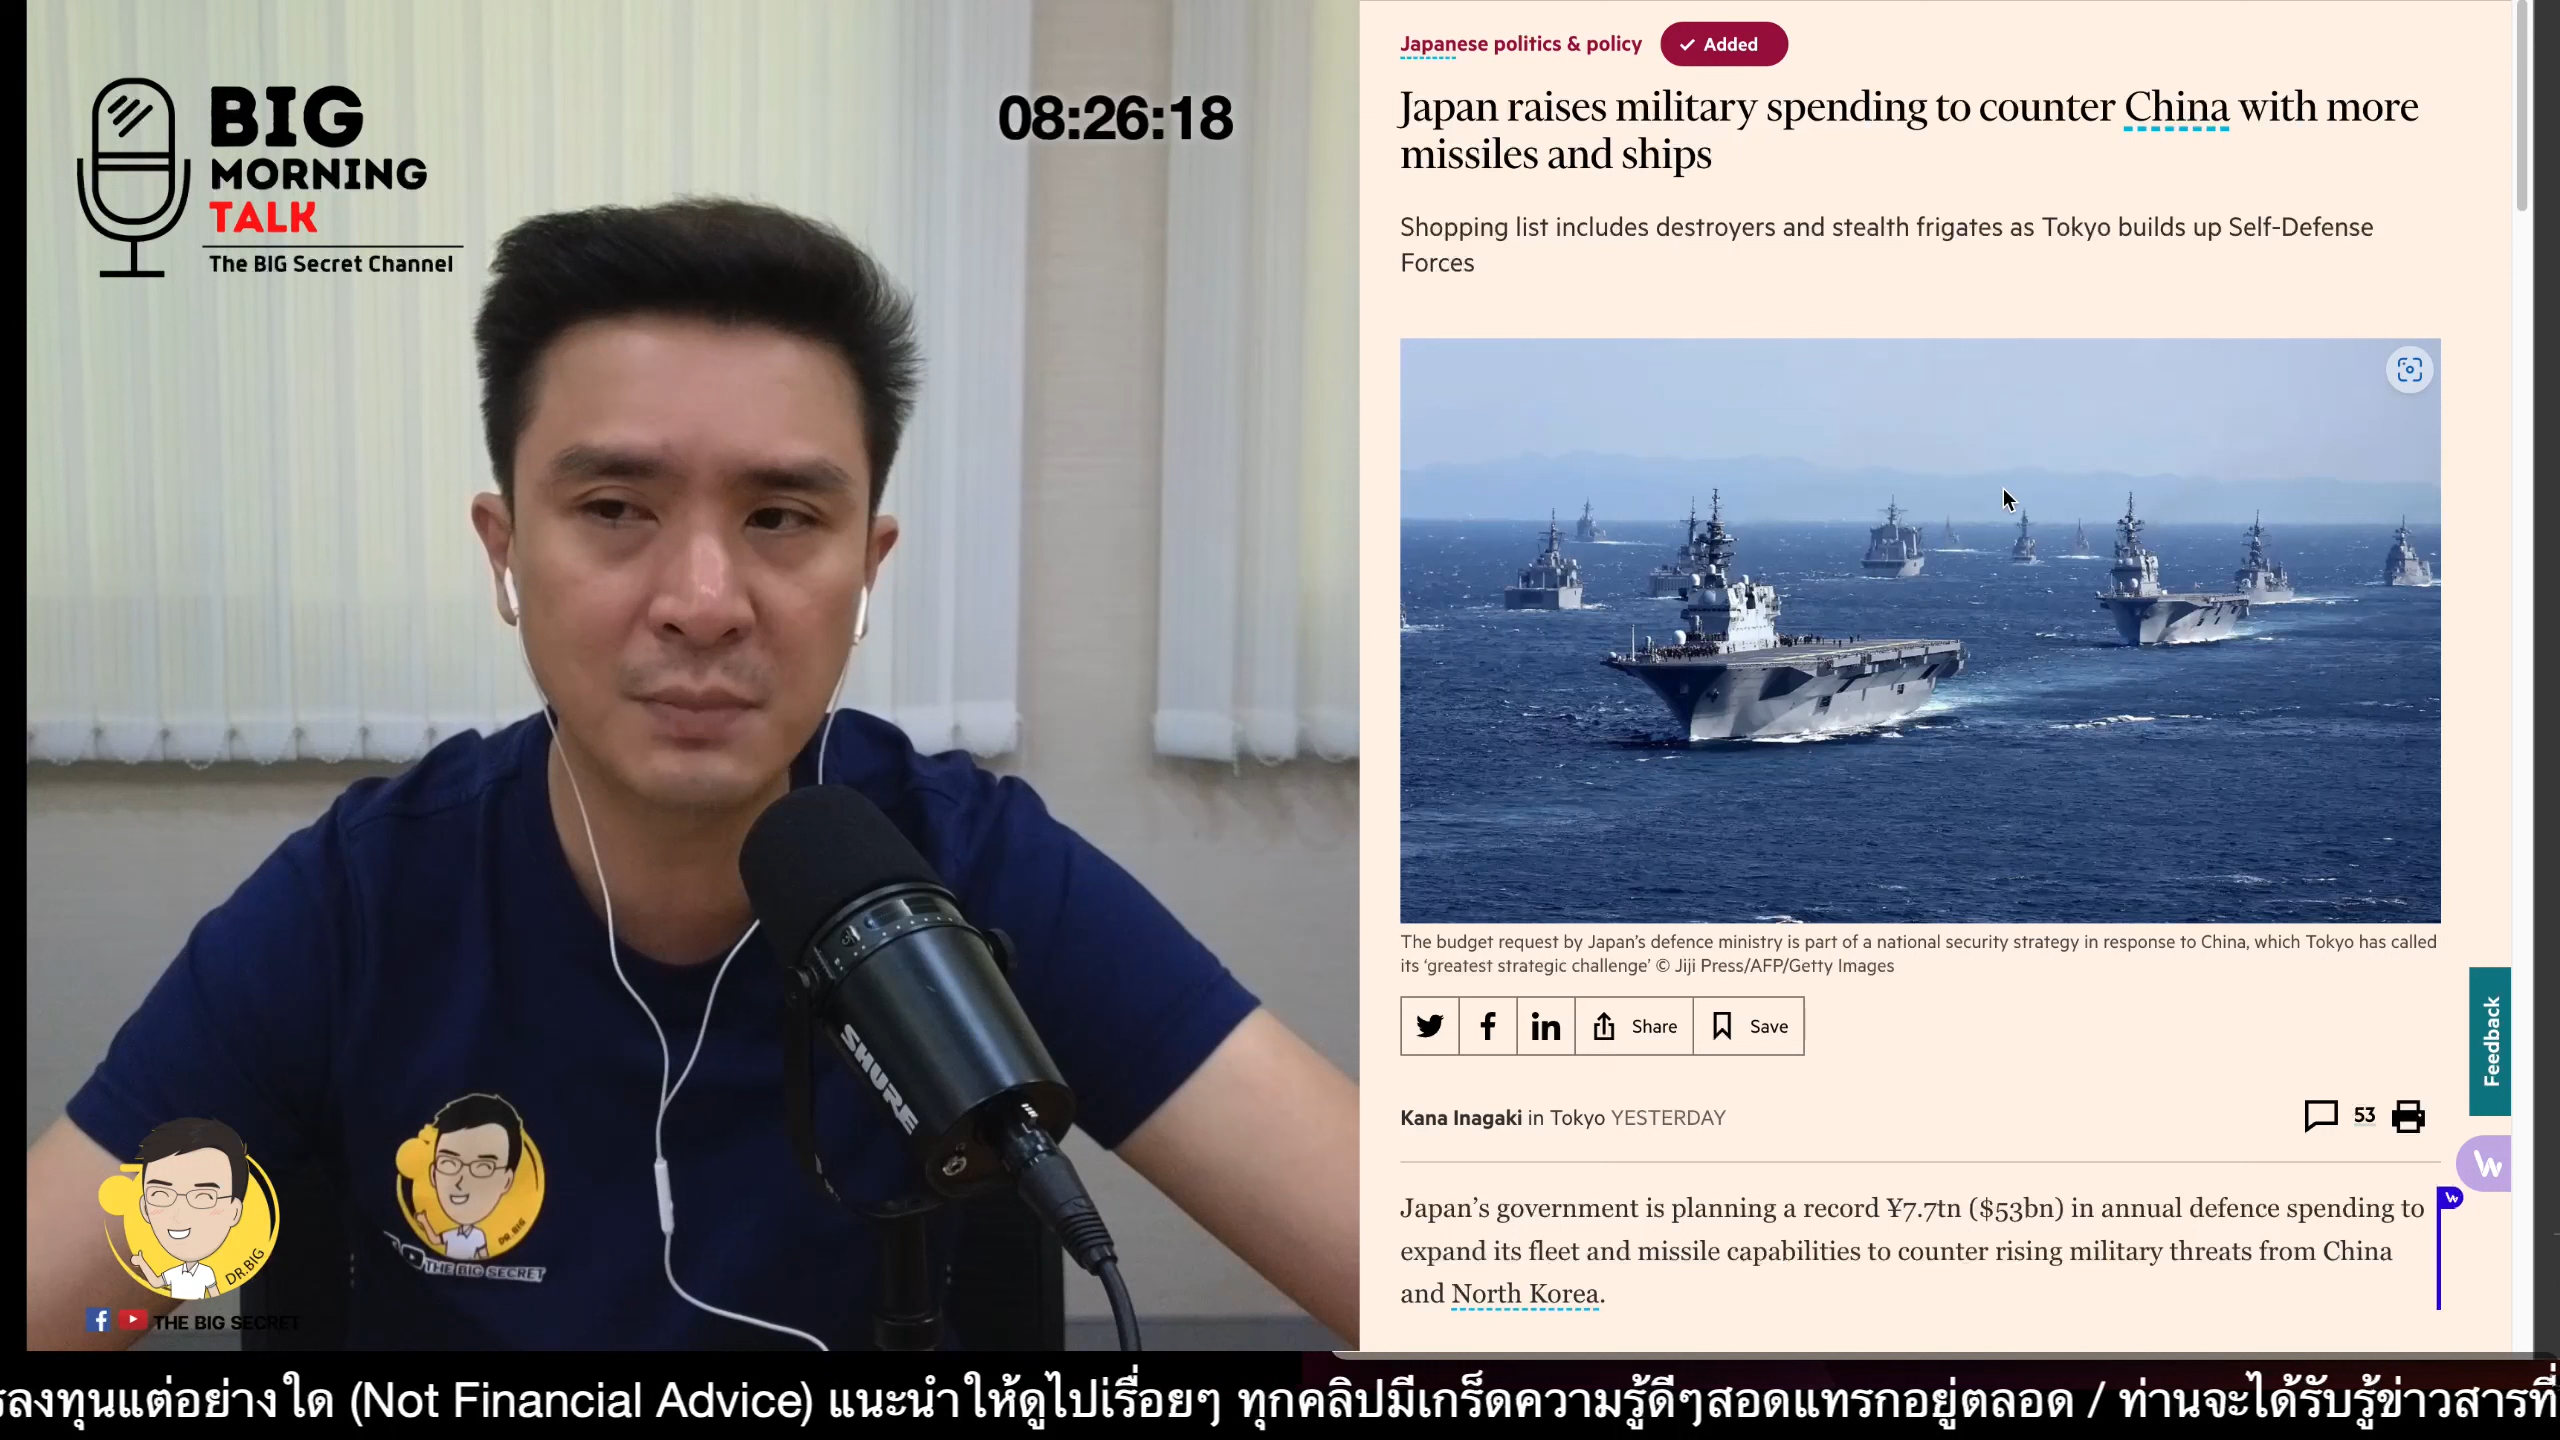 BIG
MORNING
TALK
The BIG Secret Channel
08:26:18
SHURE
DR.BIG
THE BIG SECRET
DR.BIG
THE BIG SECRET
Japanese politics & policy
Added
Japan raises military spending to counter China with more
missiles and ships
Shopping list includes destroyers and stealth frigates as Tokyo builds up Self-Defense
Forces
The budget request by Japan’s defence ministry is part of a national security strategy in response to China, which Tokyo has called
its ‘greatest strategic challenge’ © Jiji Press/AFP/Getty Images
Share
Save
Feedback
Kana Inagaki in Tokyo YESTERDAY
53
Japan’s government is planning a record ¥7.7tn ($53bn) in annual defence spending to
expand its fleet and missile capabilities to counter rising military threats from China
and North Korea.
รลงทุนแต่อย่างใด (Not Financial Advice) แนะนำให้ดูไปเรื่อยๆ ทุกคลิปมีเกร็ดความรู้ดีๆสอดแทรกอยู่ตลอด / ท่านจะได้รับรู้ข่าวสารที่